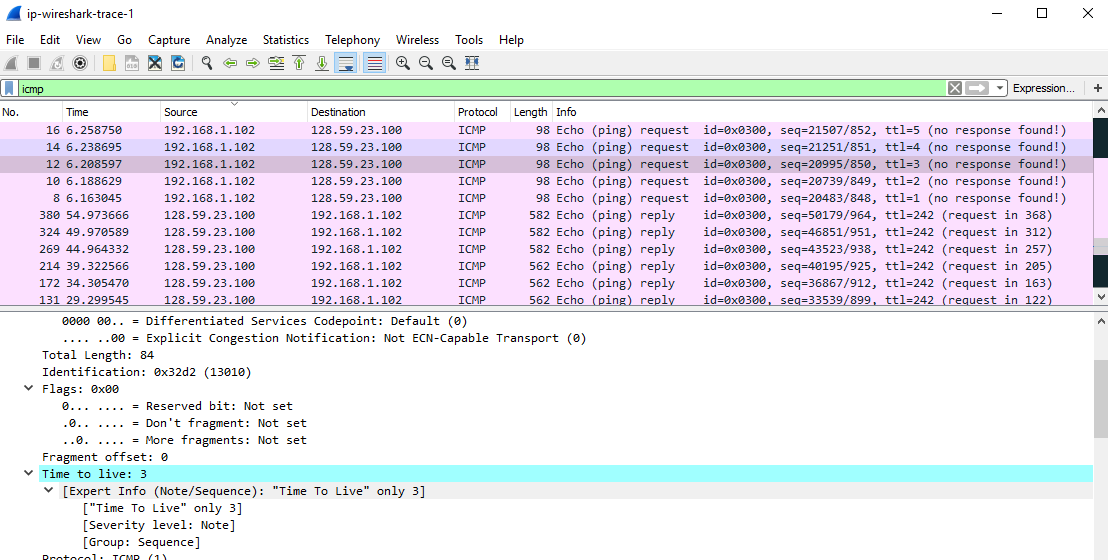 ip-wireshark-trace-1
File Edit View Go Capture Analyze Statistics Telephony Wireless Tools Help
icmp Expression... +
No. Time Source Destination Protocol Length Info
16 6.258750 192.168.1.102 128.59.23.100 ICMP 98 Echo (ping) request id=0x0300, seq=21507/852, ttl=5 (no response found!)
14 6.238695 192.168.1.102 128.59.23.100 ICMP 98 Echo (ping) request id=0x0300, seq=21251/851, ttl=4 (no response found!)
12 6.208597 192.168.1.102 128.59.23.100 ICMP 98 Echo (ping) request id=0x0300, seq=20995/850, ttl=3 (no response found!)
10 6.188629 192.168.1.102 128.59.23.100 ICMP 98 Echo (ping) request id=0x0300, seq=20739/849, ttl=2 (no response found!)
8 6.163045 192.168.1.102 128.59.23.100 ICMP 98 Echo (ping) request id=0x0300, seq=20483/848, ttl=1 (no response found!)
380 54.973666 128.59.23.100 192.168.1.102 ICMP 582 Echo (ping) reply id=0x0300, seq=50179/964, ttl=242 (request in 368)
324 49.970589 128.59.23.100 192.168.1.102 ICMP 582 Echo (ping) reply id=0x0300, seq=46851/951, ttl=242 (request in 312)
269 44.964332 128.59.23.100 192.168.1.102 ICMP 582 Echo (ping) reply id=0x0300, seq=43523/938, ttl=242 (request in 257)
214 39.322566 128.59.23.100 192.168.1.102 ICMP 562 Echo (ping) reply id=0x0300, seq=40195/925, ttl=242 (request in 205)
172 34.305470 128.59.23.100 192.168.1.102 ICMP 562 Echo (ping) reply id=0x0300, seq=36867/912, ttl=242 (request in 163)
131 29.299545 128.59.23.100 192.168.1.102 ICMP 562 Echo (ping) reply id=0x0300, seq=33539/899, ttl=242 (request in 122)
0000 00.. = Differentiated Services Codepoint: Default (0)
.... ..00 = Explicit Congestion Notification: Not ECN-Capable Transport (0)
Total Length: 84
Identification: 0x32d2 (13010)
Flags: 0x00
0... .... = Reserved bit: Not set
.0.. .... = Don't fragment: Not set
..0. .... = More fragments: Not set
Fragment offset: 0
Time to live: 3
[Expert Info (Note/Sequence): "Time To Live" only 3]
["Time To Live" only 3]
[Severity level: Note]
[Group: Sequence]
Protocol: ICMP (1)